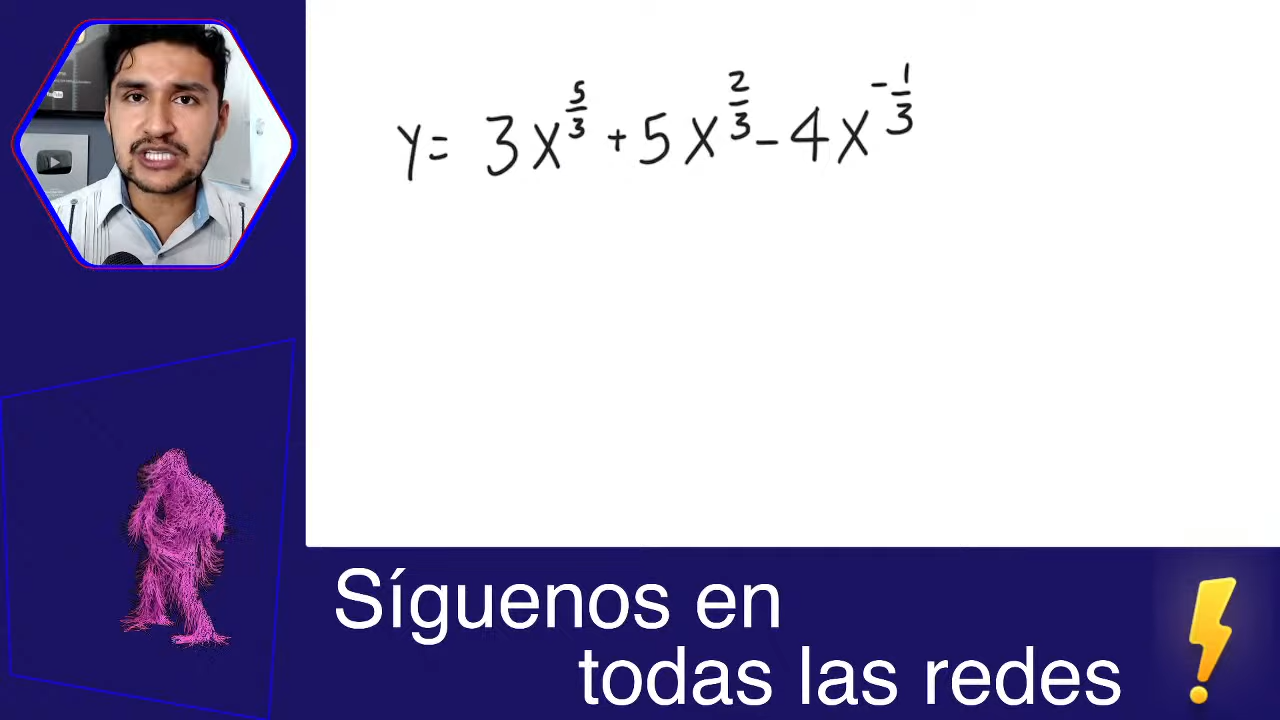 y= 3x^{5/3} + 5x^{2/3} - 4x^{-1/3}
Síguenos en
todas las redes